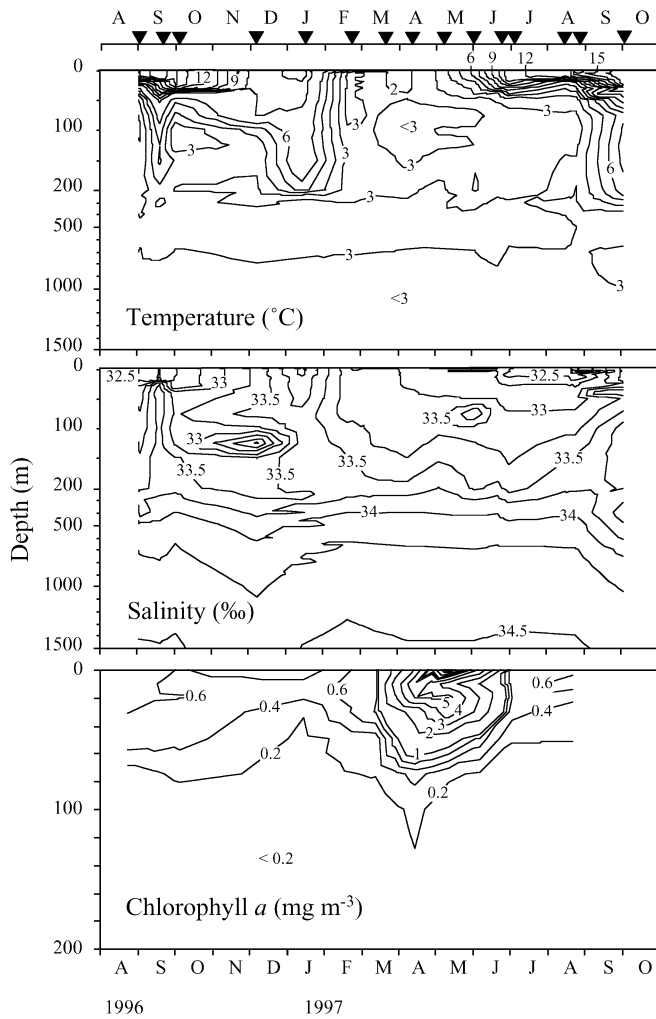 A S O N D J F M A M J J A S O
6 9 12 15
0
12 9
2
3 <3
100
6
3 3 3
6
200
3 3
500
3 3
1000
<3
Temperature (˚C)
1500
0
32.5 33 32.5
33.5 33
100
33.5
33
33.5 33.5 33.5 33.5
200
34 34
500
Depth (m)
1000
Salinity (‰)
34.5
1500
0
0.6 0.6 0.6
0.4 5 4 0.4
3
2
0.2 1
0.2
100
< 0.2
Chlorophyll a (mg m-3)
200
A S O N D J F M A M J J A S O
1996 1997